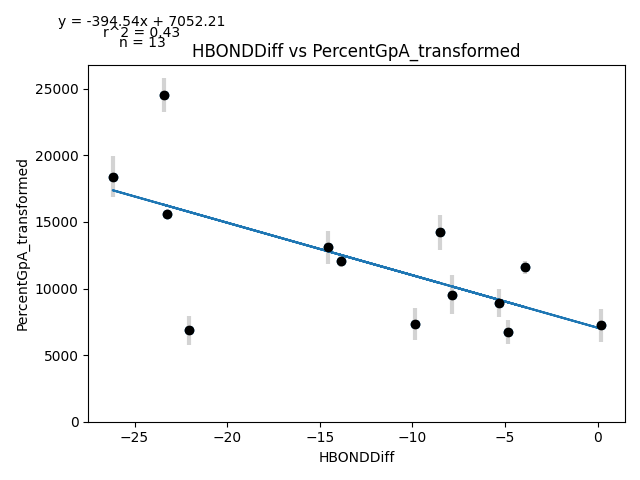 y = -394.54x + 7052.21
r^2 = 0.43
n = 13
HBONDDiff vs PercentGpA_transformed
PercentGpA_transformed
25000
20000
15000
10000
5000
0
−25
−20
−15
−10
−5
0
HBONDDiff